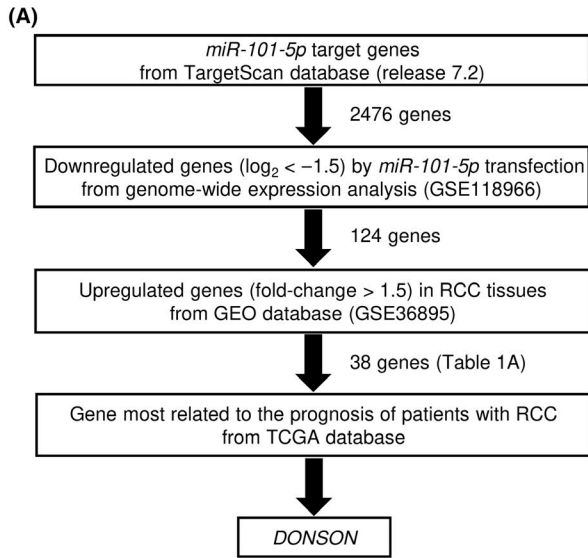 (A)
miR-101-5p target genes
from TargetScan database (release 7.2)
2476 genes
Downregulated genes (log₂ < −1.5) by miR-101-5p transfection
from genome-wide expression analysis (GSE118966)
124 genes
Upregulated genes (fold-change > 1.5) in RCC tissues
from GEO database (GSE36895)
38 genes (Table 1A)
Gene most related to the prognosis of patients with RCC
from TCGA database
DONSON